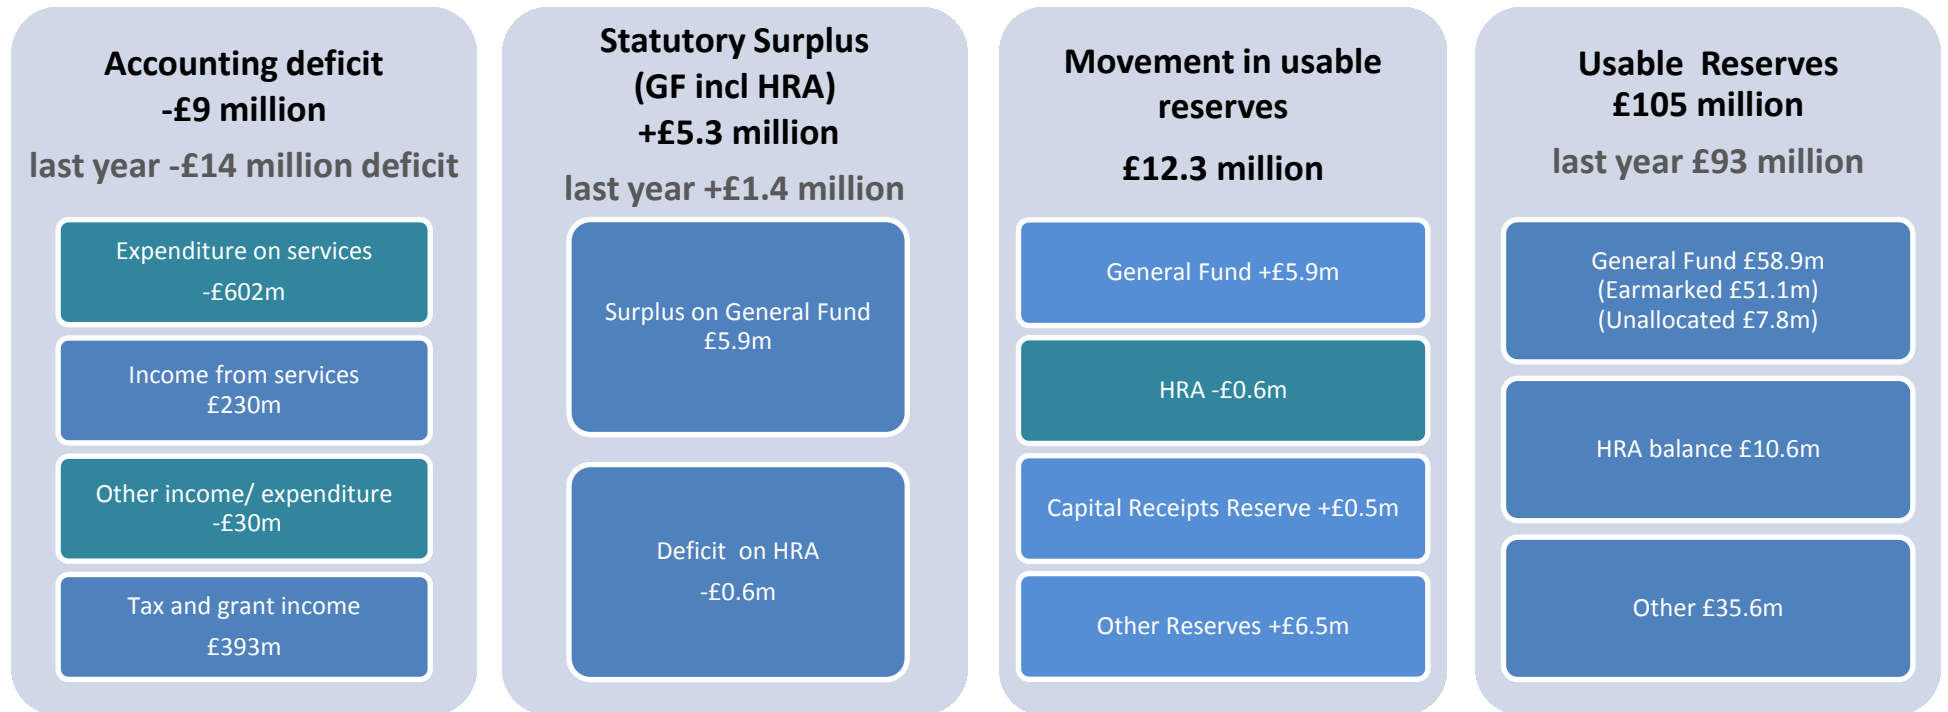 Accounting deficit
-£9 million
last year -£14 million deficit
Expenditure on services
-£602m
Income from services
£230m
Other income/ expenditure
-£30m
Tax and grant income
£393m
Statutory Surplus
(GF incl HRA)
+£5.3 million
last year +£1.4 million
Surplus on General Fund
£5.9m
Deficit on HRA
-£0.6m
Movement in usable
reserves
£12.3 million
General Fund +£5.9m
HRA -£0.6m
Capital Receipts Reserve +£0.5m
Other Reserves +£6.5m
Usable Reserves
£105 million
last year £93 million
General Fund £58.9m
(Earmarked £51.1m)
(Unallocated £7.8m)
HRA balance £10.6m
Other £35.6m